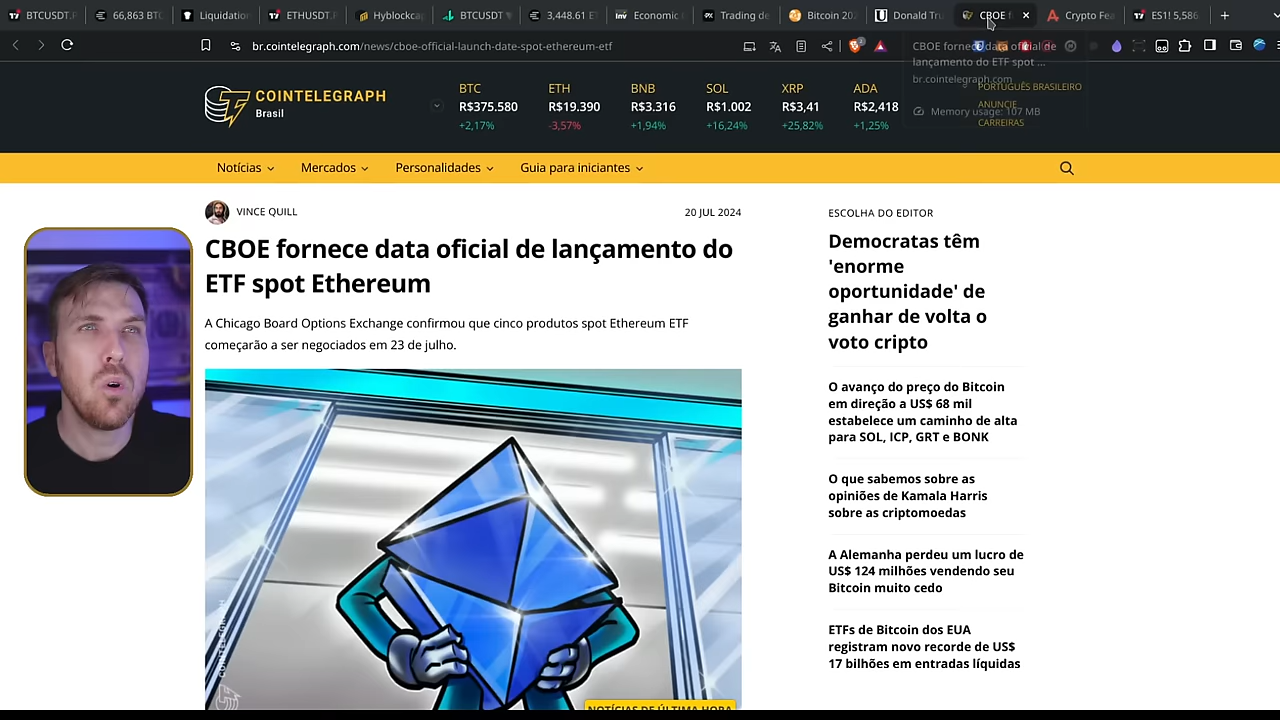 BTCUSDT.P
66,863 BTC
Liquidation
ETHUSDT.P
Hyblockcap
BTCUSDT
3,448.61 ET
Economic
Trading de
Bitcoin 202
Donald Tru
CBOE f
Crypto Fea
ES1! 5,586
br.cointelegraph.com/news/cboe-official-launch-date-spot-ethereum-etf
CBOE fornece data oficial de
lançamento do ETF spot ...
br.cointelegraph.com
Memory usage: 107 MB
COINTELEGRAPH
Brasil
BTC
R$375.580
+2,17%
ETH
R$19.390
-3,57%
BNB
R$3.316
+1,94%
SOL
R$1.002
+16,24%
XRP
R$3,41
+25,82%
ADA
R$2,418
+1,25%
PORTUGUÊS BRASILEIRO
ANUNCIE
CARREIRAS
Notícias
Mercados
Personalidades
Guia para iniciantes
VINCE QUILL
20 JUL 2024
CBOE fornece data oficial de lançamento do
ETF spot Ethereum
A Chicago Board Options Exchange confirmou que cinco produtos spot Ethereum ETF
começarão a ser negociados em 23 de julho.
COINTELEGRAPH
NOTÍCIAS DE ÚLTIMA HORA
ESCOLHA DO EDITOR
Democratas têm
'enorme
oportunidade' de
ganhar de volta o
voto cripto
O avanço do preço do Bitcoin
em direção a US$ 68 mil
estabelece um caminho de alta
para SOL, ICP, GRT e BONK
O que sabemos sobre as
opiniões de Kamala Harris
sobre as criptomoedas
A Alemanha perdeu um lucro de
US$ 124 milhões vendendo seu
Bitcoin muito cedo
ETFs de Bitcoin dos EUA
registram novo recorde de US$
17 bilhões em entradas líquidas